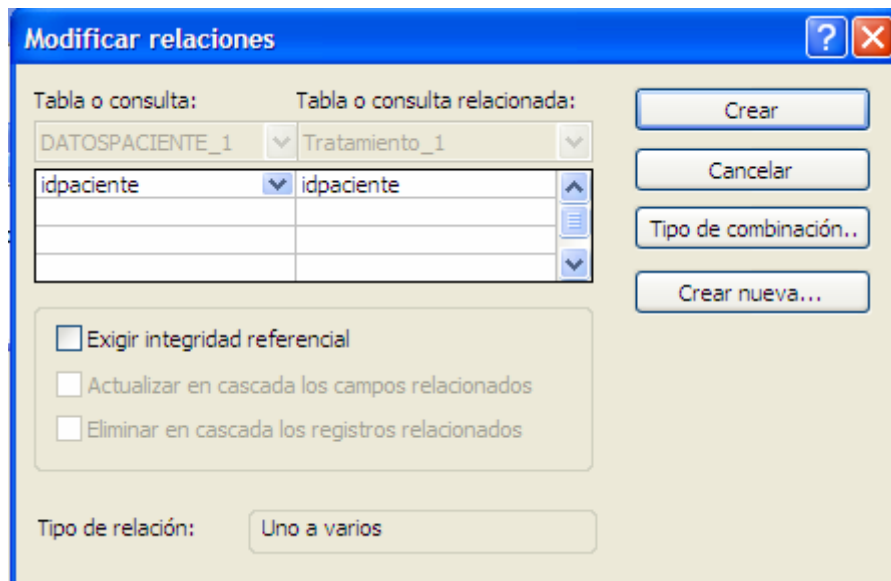 Modificar relaciones
Tabla o consulta: Tabla o consulta relacionada:
DATOSPACIENTE_1 Tratamiento_1
idpaciente idpaciente
Crear
Cancelar
Tipo de combinación..
Crear nueva...
Exigir integridad referencial
Actualizar en cascada los campos relacionados
Eliminar en cascada los registros relacionados
Tipo de relación: Uno a varios